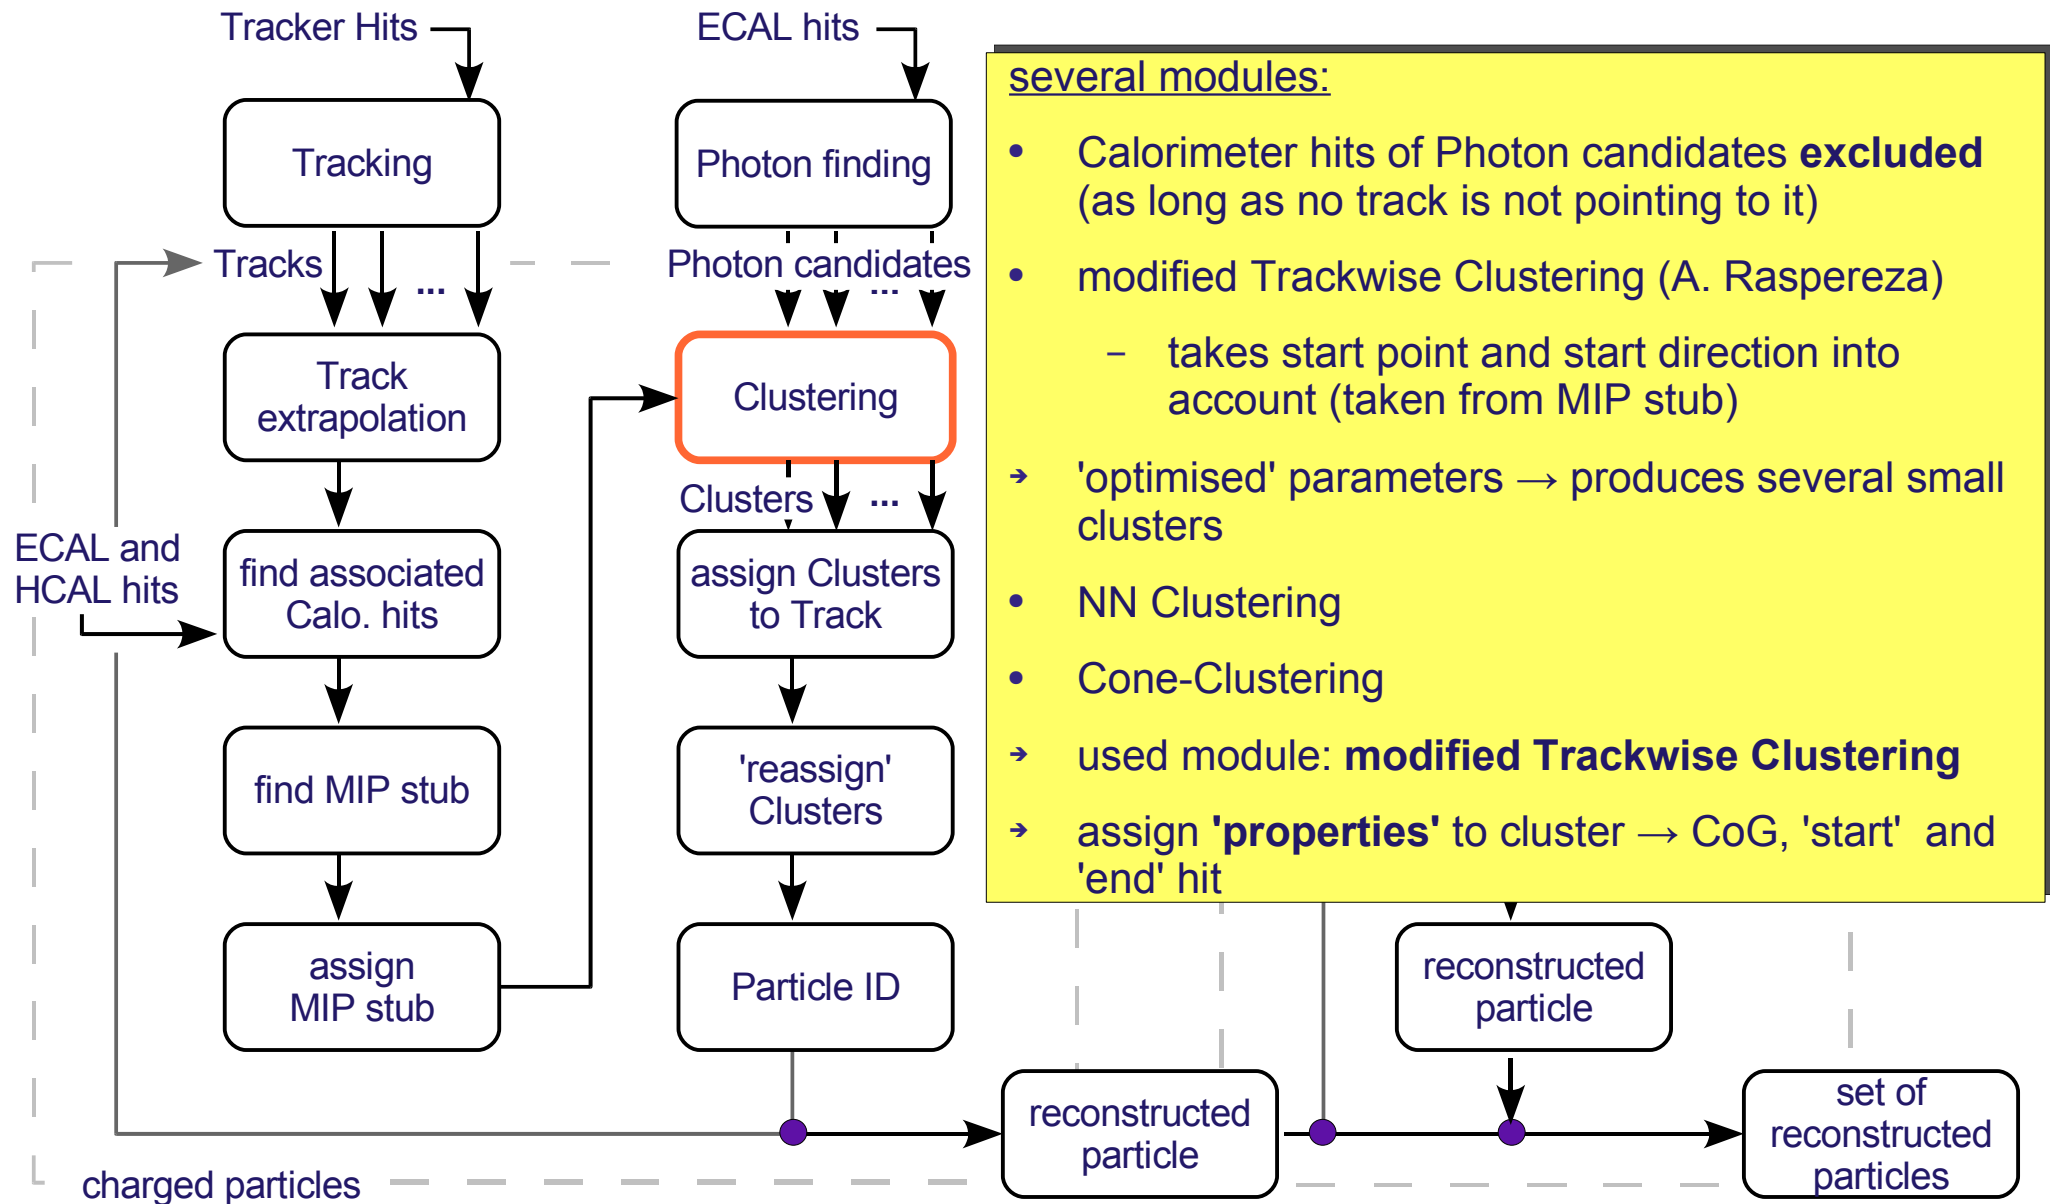 Tracker Hits
ECAL hits
Tracking
Photon finding
Tracks
...
Photon candidates
...
Track
extrapolation
Clustering
Clusters
...
ECAL and
HCAL hits
find associated
Calo. hits
assign Clusters
to Track
find MIP stub
'reassign'
Clusters
assign
MIP stub
Particle ID
several modules:
• Calorimeter hits of Photon candidates excluded
(as long as no track is not pointing to it)
• modified Trackwise Clustering (A. Raspereza)
– takes start point and start direction into
account (taken from MIP stub)
➔ 'optimised' parameters → produces several small
clusters
• NN Clustering
• Cone-Clustering
➔ used module: modified Trackwise Clustering
➔ assign 'properties' to cluster → CoG, 'start' and
'end' hit
reconstructed
particle
reconstructed
particle
set of
reconstructed
particles
charged particles